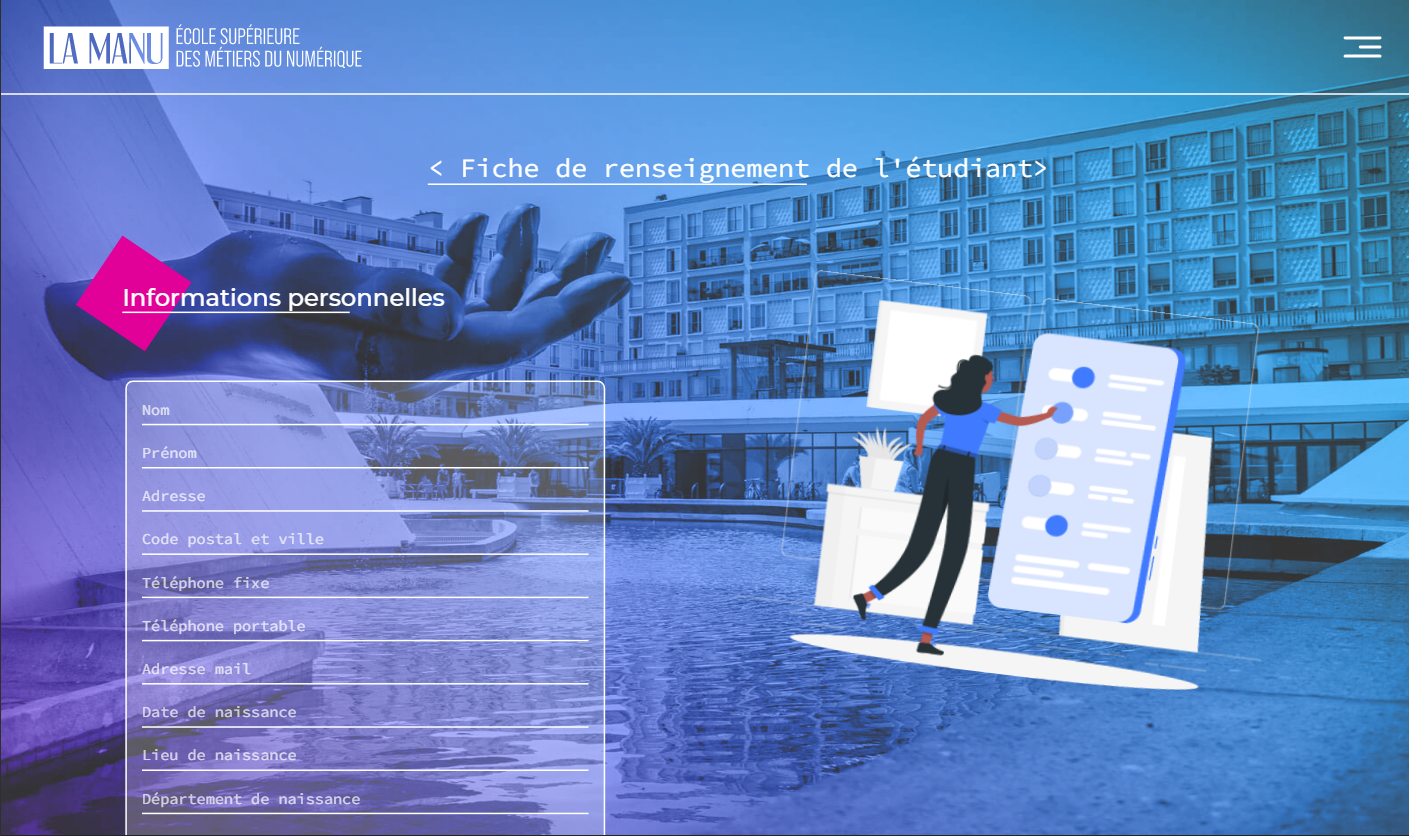 LA MANU
ÉCOLE SUPÉRIEURE
DES MÉTIERS DU NUMÉRIQUE
< Fiche de renseignement de l'étudiant>
Informations personnelles
Nom
Prénom
Adresse
Code postal et ville
Téléphone fixe
Téléphone portable
Adresse mail
Date de naissance
Lieu de naissance
Département de naissance